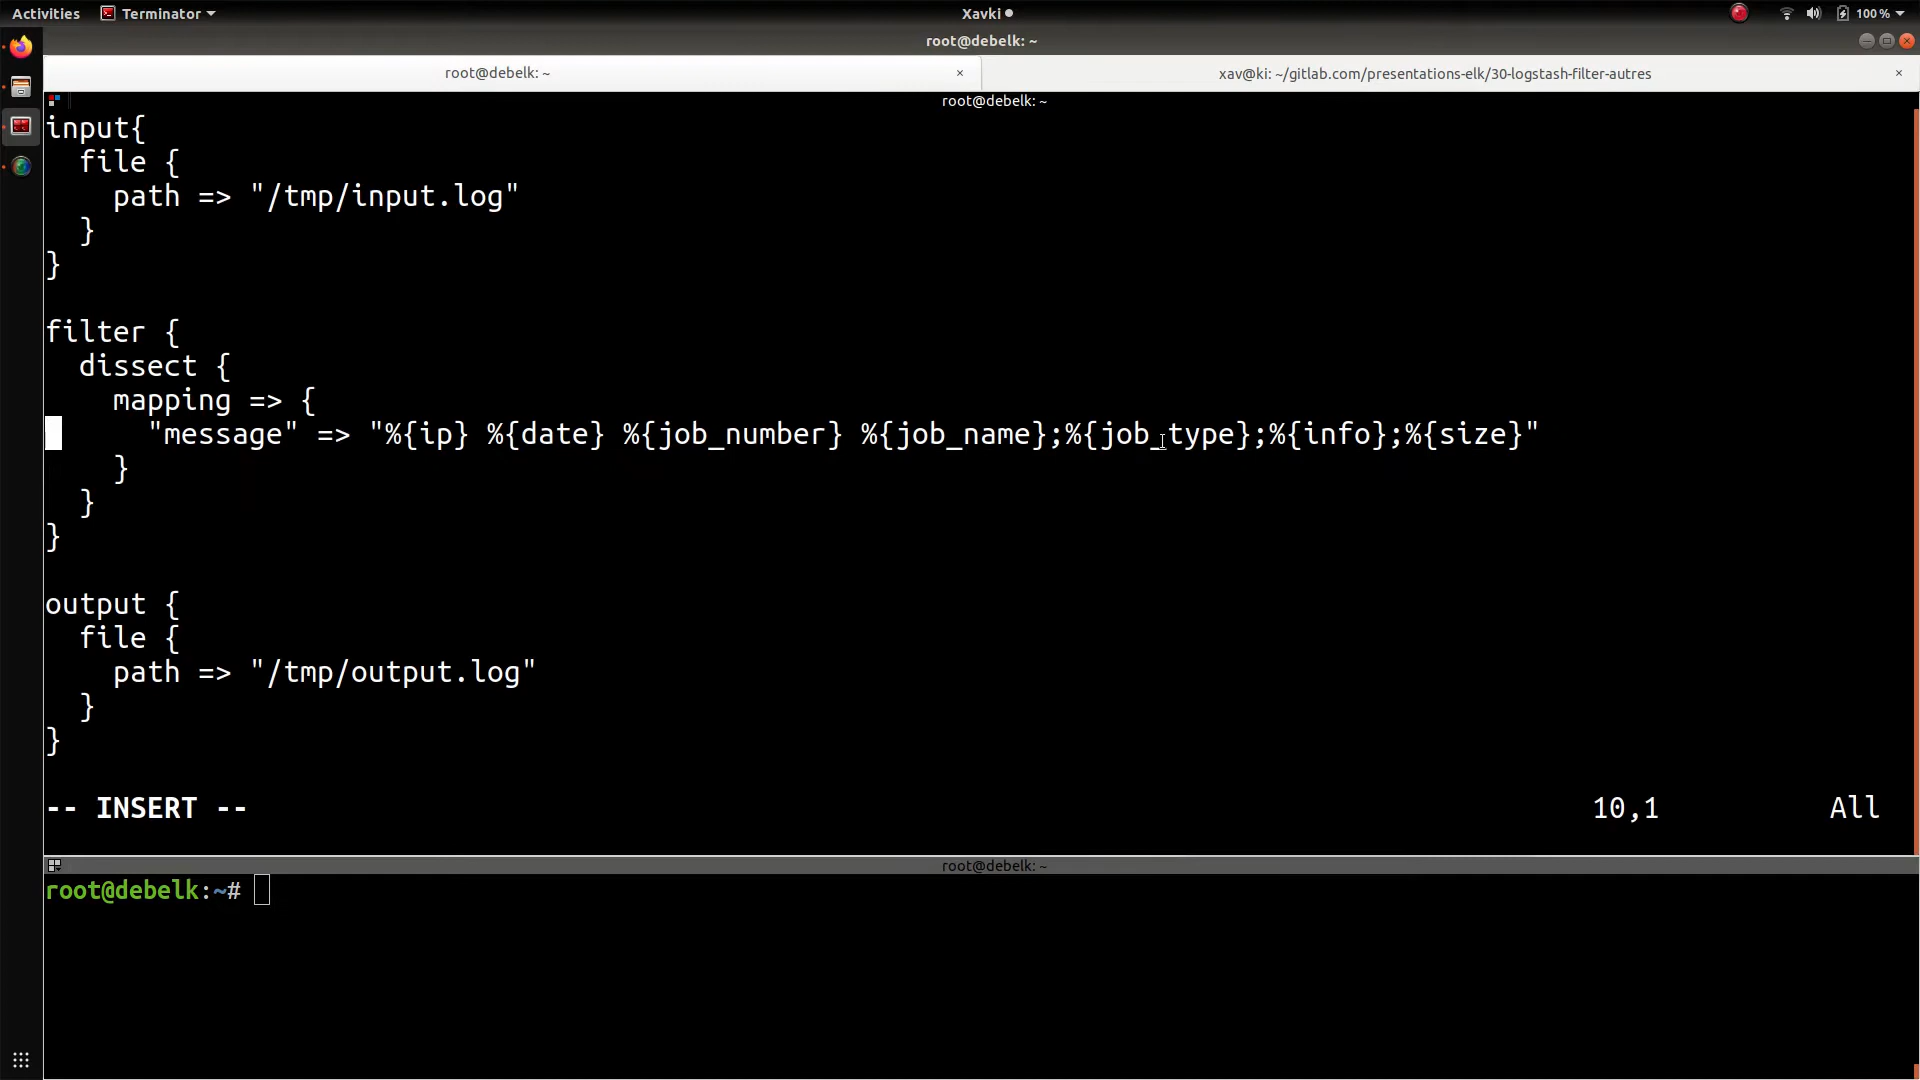 Activities Terminator Xavki 100 %
root@debelk: ~
root@debelk: ~ × xav@ki: ~/gitlab.com/presentations-elk/30-logstash-filter-autres ×
root@debelk: ~
input{
  file {
    path => "/tmp/input.log"
  }
}

filter {
  dissect {
    mapping => {
      "message" => "%{ip} %{date} %{job_number} %{job_name};%{job_type};%{info};%{size}"
    }
  }
}

output {
  file {
    path => "/tmp/output.log"
  }
}
-- INSERT -- 10,1 All
root@debelk: ~
root@debelk:~#